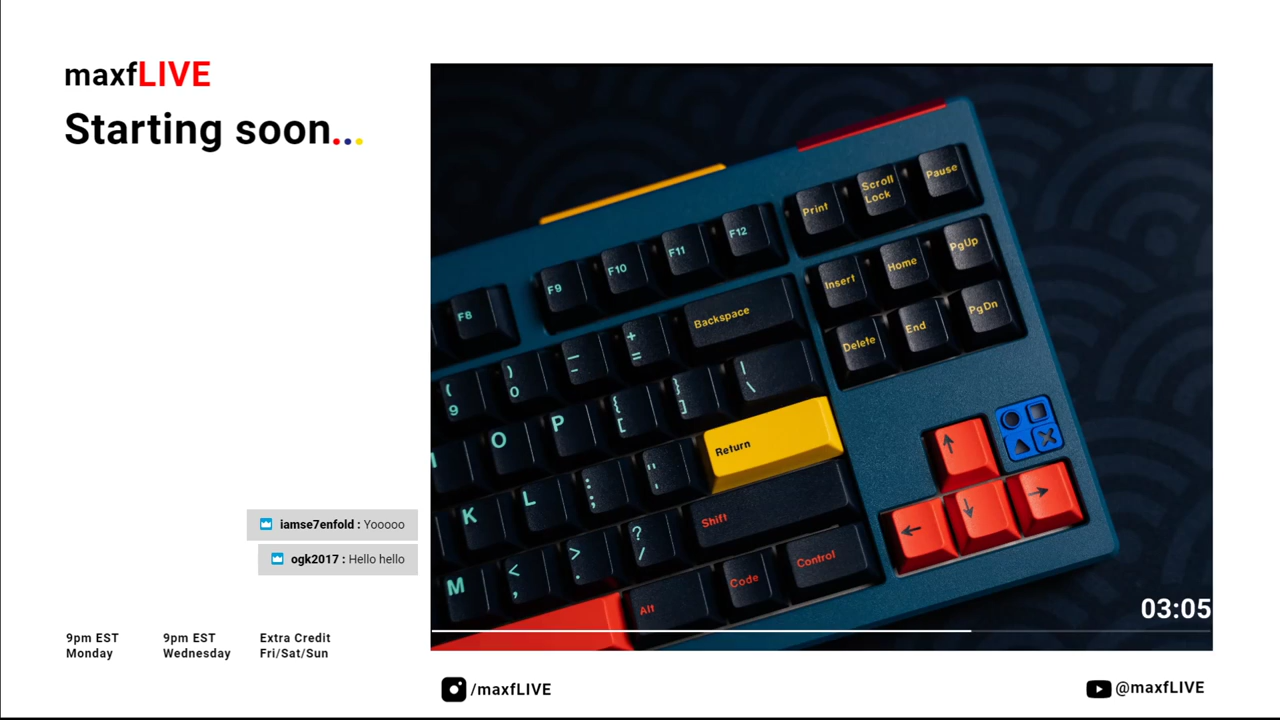 maxfLIVE
Starting soon...
iamse7enfold : Yooooo
ogk2017 : Hello hello
9pm EST
Monday
9pm EST
Wednesday
Extra Credit
Fri/Sat/Sun
Print
Scroll
Lock
Pause
F8
F9
F10
F11
F12
Insert
Home
PgUp
Delete
End
PgDn
(
9
)
0
—
-
+
=
Backspace
O
P
{
[
}
]
|
\
K
L
:
;
"
'
Return
M
<
,
>
.
?
/
Shift
Alt
Code
Control
↑
←
↓
→
03:05
/maxfLIVE
@maxfLIVE